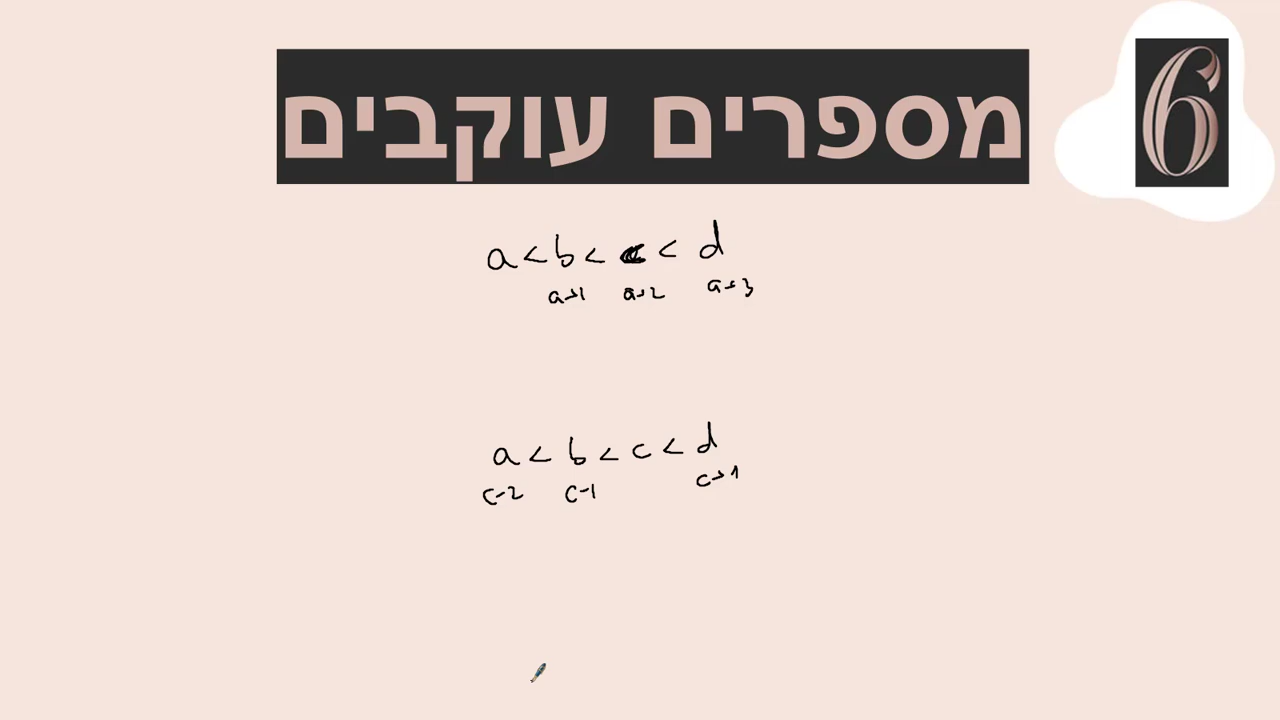 מספרים עוקבים
6
a < b < c < d
a+1 a+2 a+3
a < b < c < d
c-2 c-1 c+1